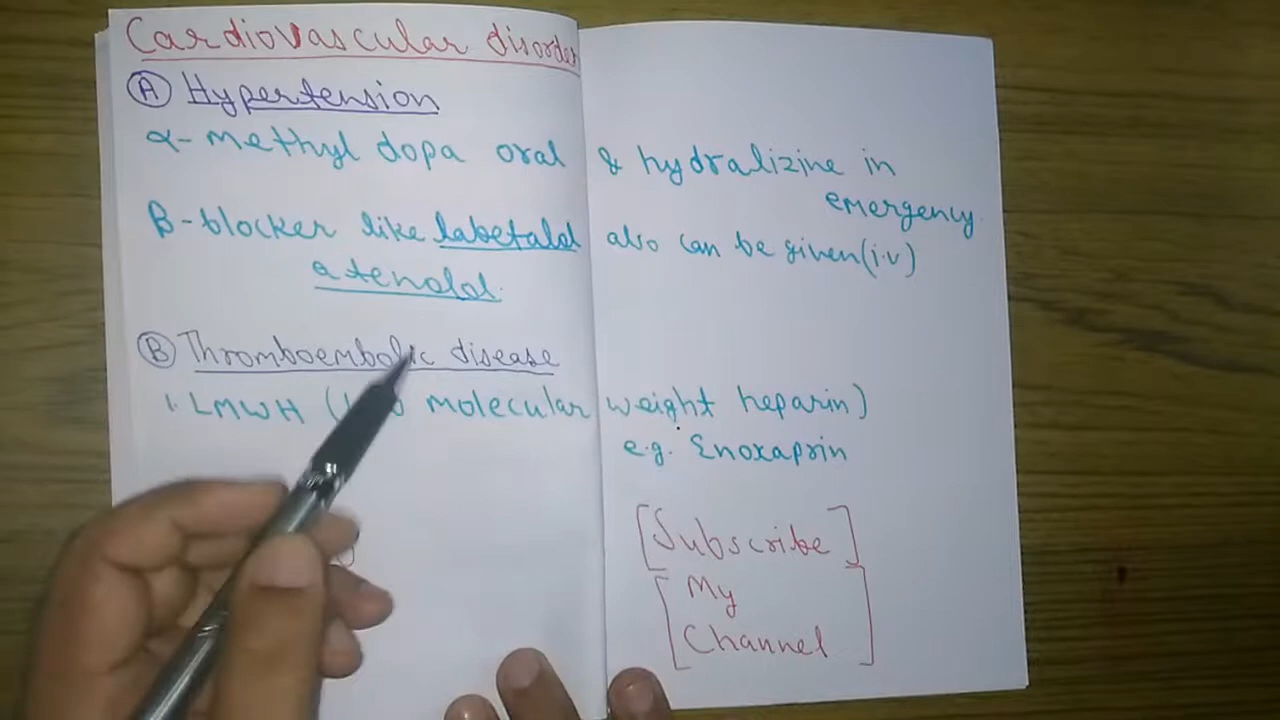 Cardiovascular disorder
A Hypertension
α-methyl dopa oral & hydralizine in
emergency.
β-blocker like labetalol also can be given (i.v)
atenolol.
B Thromboembolic disease
1. LMWH ( molecular weight heparin)
e.g. Enoxaprin
[Subscribe]
[My
Channel]